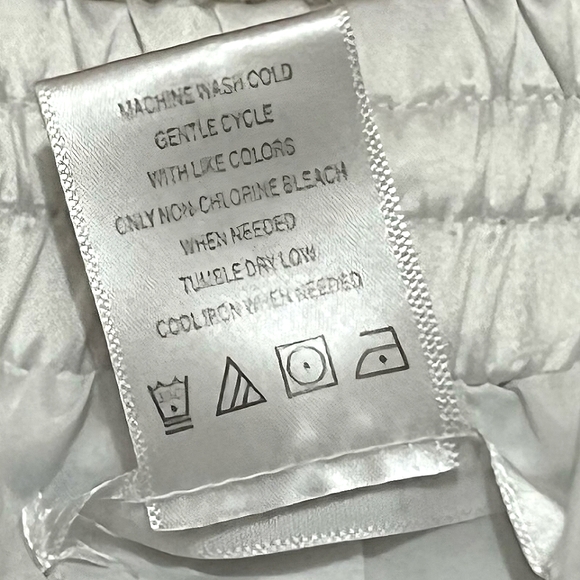 MACHINE WASH COLD
GENTLE CYCLE
WITH LIKE COLORS
ONLY NON-CHLORINE BLEACH
WHEN NEEDED
TUMBLE DRY LOW
COOL IRON WHEN NEEDED